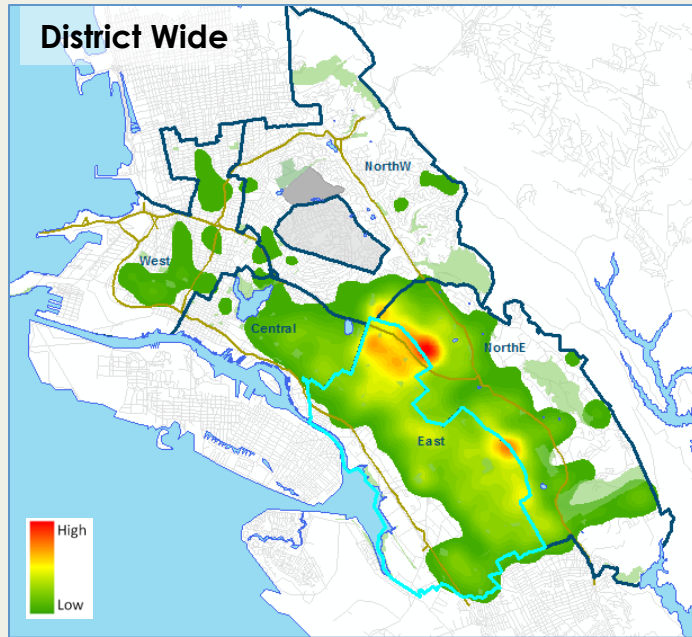 District Wide
NorthW
West
Central
NorthE
East
High
Low